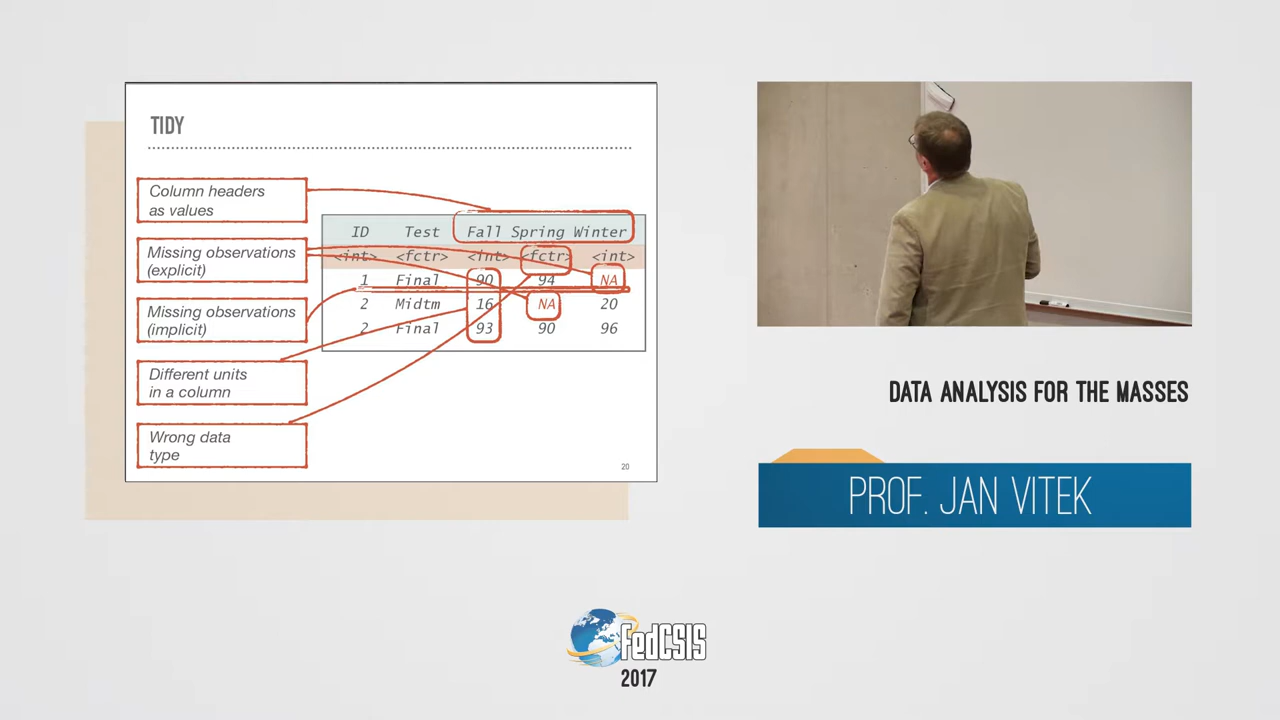 TIDY
Column headers
as values
Missing observations
(explicit)
Missing observations
(implicit)
Different units
in a column
Wrong data
type
ID Test Fall Spring Winter
<int> <fctr> <int> <fctr> <int>
1 Final 90 94 NA
2 Midtm 16 NA 20
2 Final 93 90 96
20
DATA ANALYSIS FOR THE MASSES
PROF. JAN VITEK
FedCSIS
2017